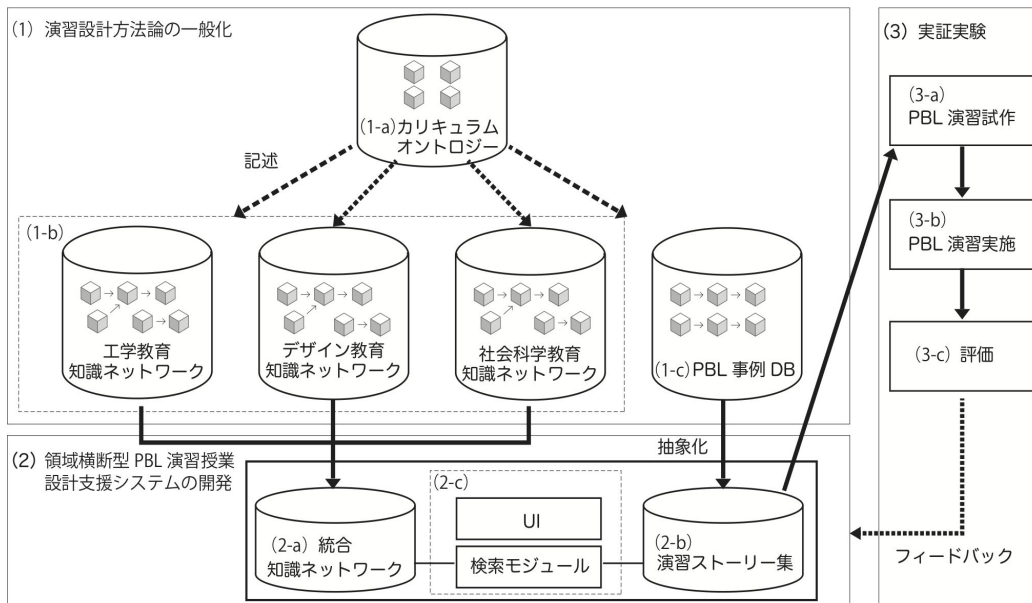 (1) 演習設計方法論の一般化
(1-a)カリキュラム
オントロジー
記述
(1-b)
工学教育
知識ネットワーク
デザイン教育
知識ネットワーク
社会科学教育
知識ネットワーク
(1-c)PBL 事例 DB
抽象化
(2) 領域横断型 PBL 演習授業
設計支援システムの開発
(2-a) 統合
知識ネットワーク
(2-c)
UI
検索モジュール
(2-b)
演習ストーリー集
(3) 実証実験
(3-a)
PBL 演習試作
(3-b)
PBL 演習実施
(3-c) 評価
フィードバック